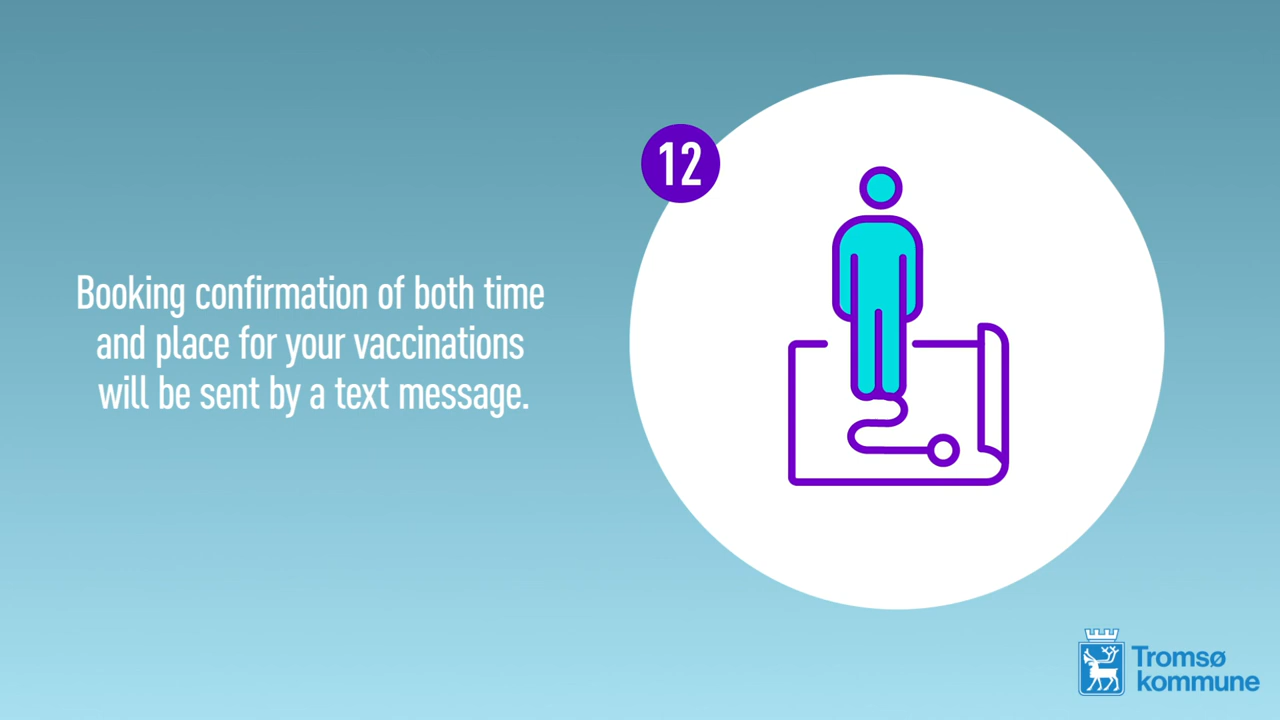 12
Booking confirmation of both time
and place for your vaccinations
will be sent by a text message.
Tromsø
kommune